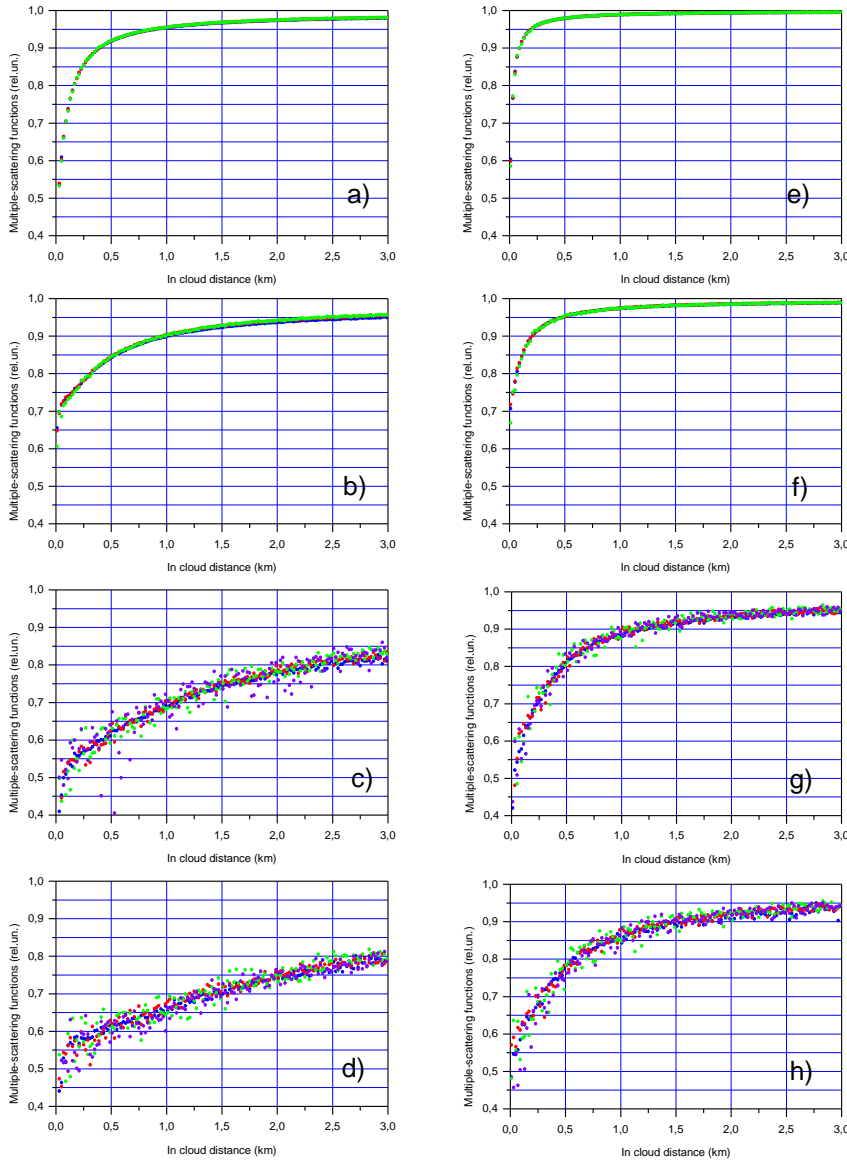 1,0
0,9
0,8
0,7
0,6
0,5
0,4
Multiple-scattering functions (rel.un.)
a)
0,0 0,5 1,0 1,5 2,0 2,5 3,0
In cloud distance (km)
1,0
0,9
0,8
0,7
0,6
0,5
0,4
Multiple-scattering functions (rel.un.)
e)
0,0 0,5 1,0 1,5 2,0 2,5 3,0
In cloud distance (km)
1,0
0,9
0,8
0,7
0,6
0,5
0,4
Multiple-scattering functions (rel.un.)
b)
0,0 0,5 1,0 1,5 2,0 2,5 3,0
In cloud distance (km)
1,0
0,9
0,8
0,7
0,6
0,5
0,4
Multiple-scattering functions (rel.un.)
f)
0,0 0,5 1,0 1,5 2,0 2,5 3,0
In cloud distance (km)
1,0
0,9
0,8
0,7
0,6
0,5
0,4
Multiple-scattering functions (rel.un.)
c)
0,0 0,5 1,0 1,5 2,0 2,5 3,0
In cloud distance (km)
1,0
0,9
0,8
0,7
0,6
0,5
0,4
Multiple-scattering functions (rel.un.)
g)
0,0 0,5 1,0 1,5 2,0 2,5 3,0
In cloud distance (km)
1,0
0,9
0,8
0,7
0,6
0,5
0,4
Multiple-scattering functions (rel.un.)
d)
0,0 0,5 1,0 1,5 2,0 2,5 3,0
In cloud distance (km)
1,0
0,9
0,8
0,7
0,6
0,5
0,4
Multiple-scattering functions (rel.un.)
h)
0,0 0,5 1,0 1,5 2,0 2,5 3,0
In cloud distance (km)